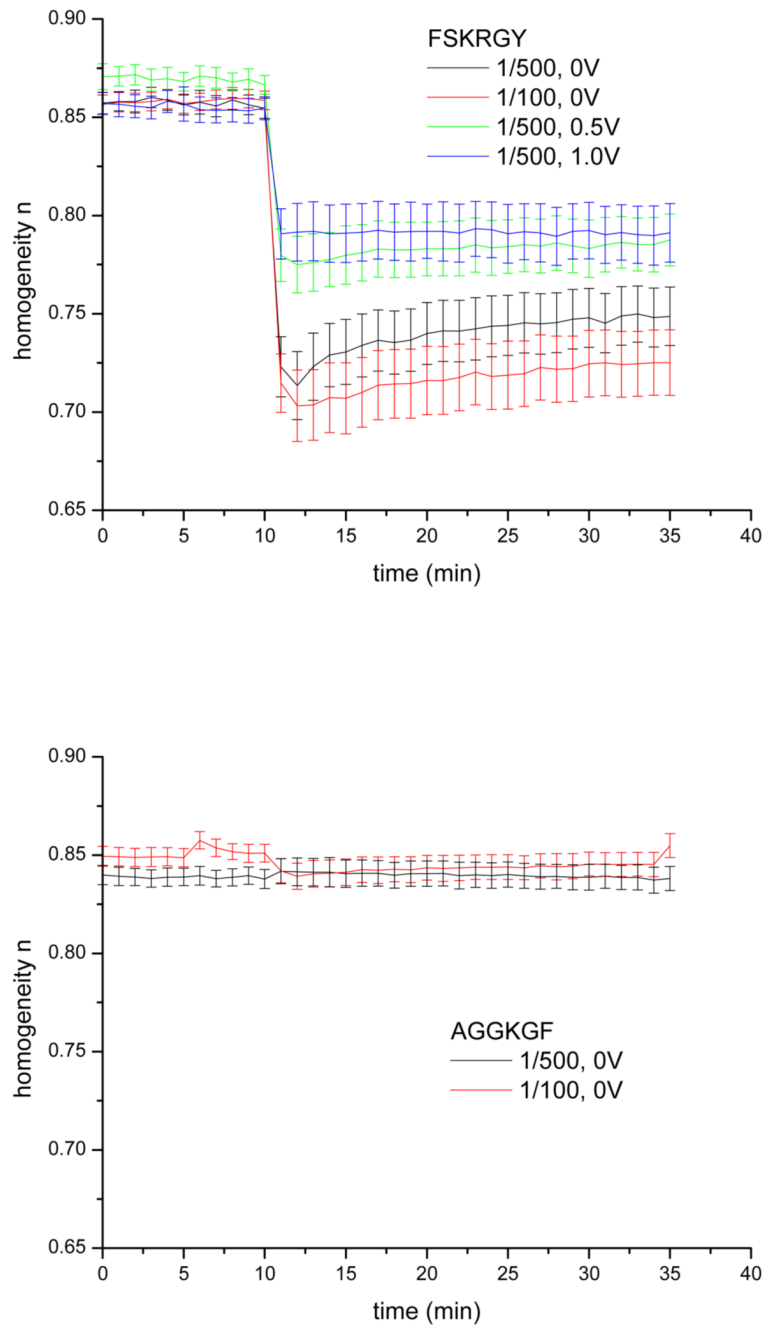 0.90
0.85
0.80
0.75
0.70
0.65
homogeneity n
FSKRGY
1/500, 0V
1/100, 0V
1/500, 0.5V
1/500, 1.0V
0 5 10 15 20 25 30 35 40
time (min)
0.90
0.85
0.80
0.75
0.70
0.65
homogeneity n
AGGKGF
1/500, 0V
1/100, 0V
0 5 10 15 20 25 30 35 40
time (min)